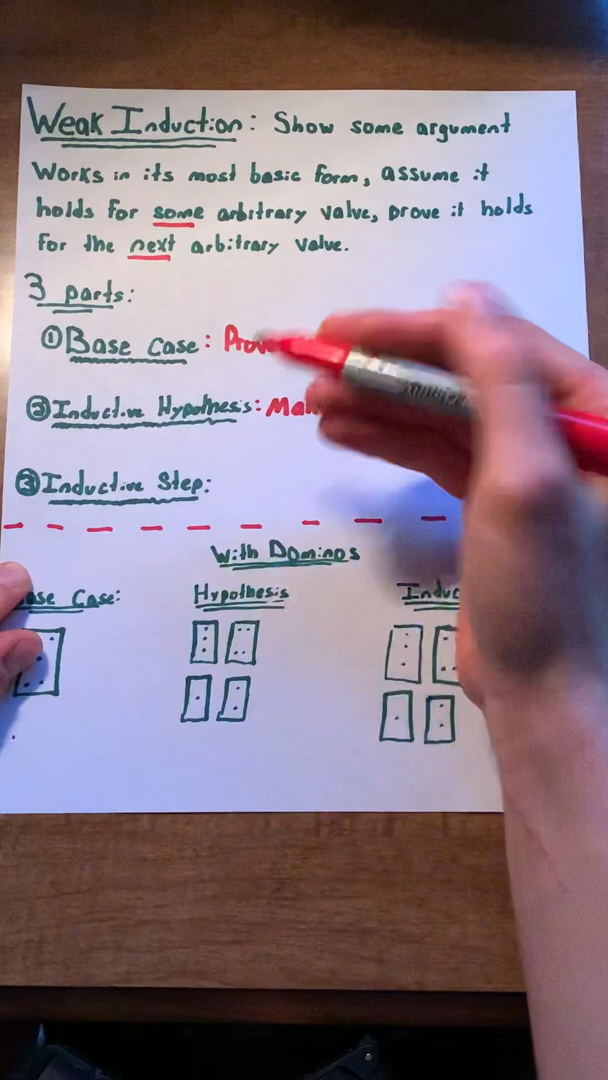 Weak Induction: Show some argument
Works in its most basic form, assume it
holds for some arbitrary value, prove it holds
for the next arbitrary value.
3 parts:
① Base case:
② Inductive Hypothesis:
③ Inductive Step:
With Dominos
Case:
Hypothesis